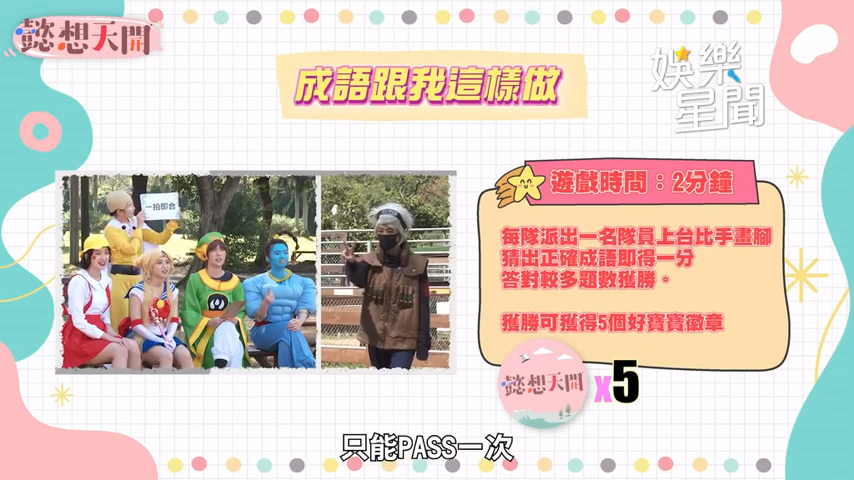 懿想天開
娛樂
星聞
成語跟我這樣做
一拍即合
遊戲時間：2分鐘
每隊派出一名隊員上台比手畫腳
猜出正確成語即得一分
答對較多題數獲勝。
獲勝可獲得5個好寶寶徽章
懿想天開
x5
只能PASS一次